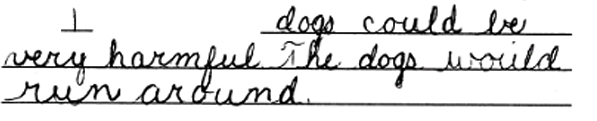 1 dogs could be
very harmful. The dogs would
run around.